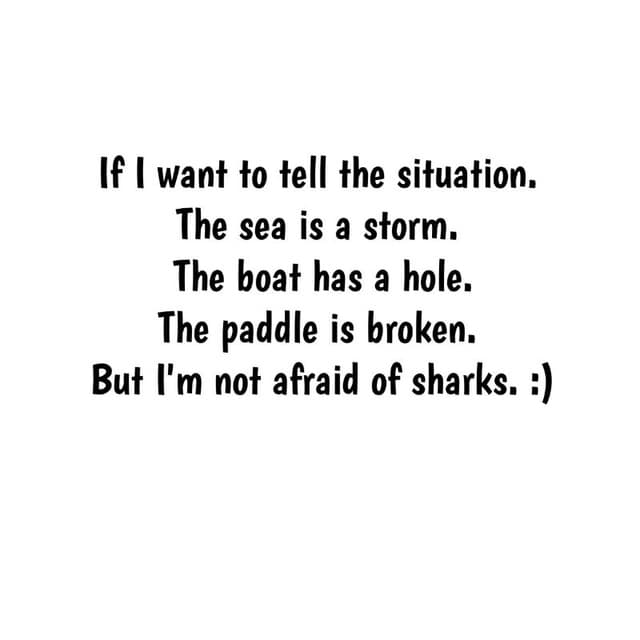 If I want to tell the situation.
The sea is a storm.
The boat has a hole.
The paddle is broken.
But I'm not afraid of sharks. :)